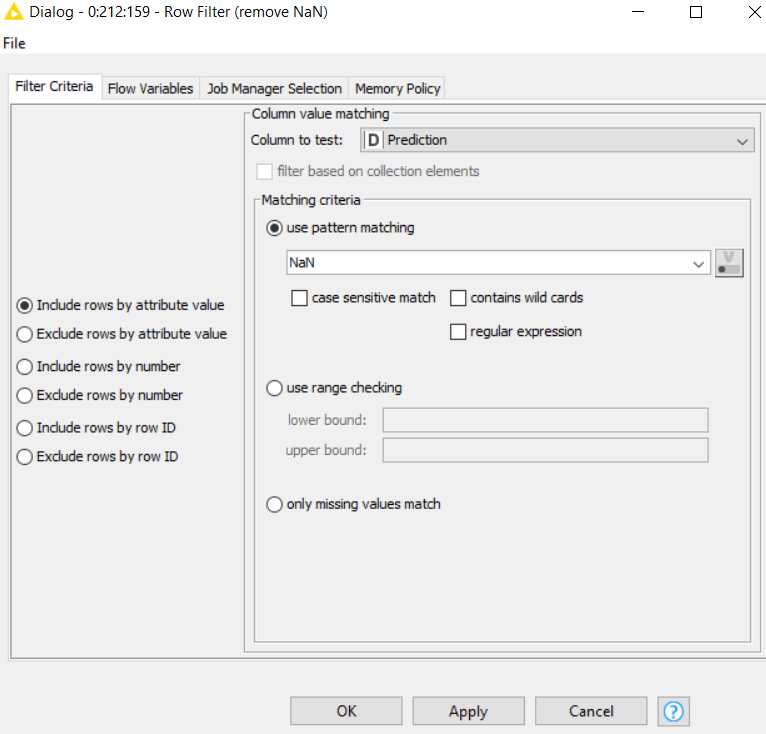 Dialog - 0:212:159 - Row Filter (remove NaN)
File
Filter Criteria Flow Variables Job Manager Selection Memory Policy
Column value matching
Column to test: D Prediction
filter based on collection elements
Matching criteria
use pattern matching
NaN
V
case sensitive match contains wild cards
regular expression
Include rows by attribute value
Exclude rows by attribute value
Include rows by number
Exclude rows by number
Include rows by row ID
Exclude rows by row ID
use range checking
lower bound:
upper bound:
only missing values match
OK Apply Cancel ?